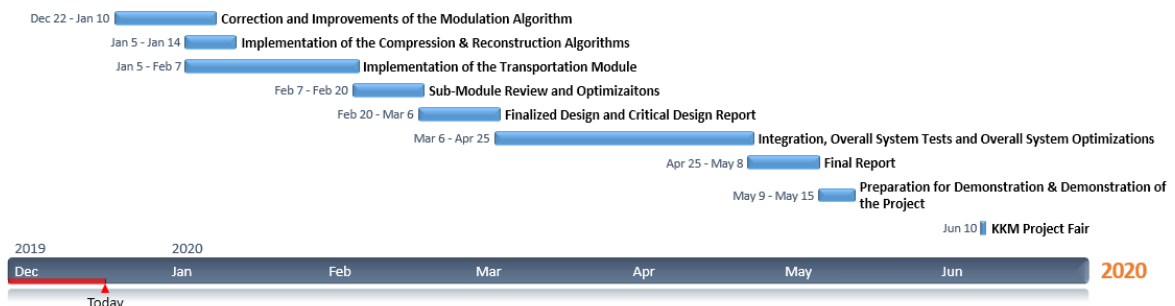 Dec 22 - Jan 10 Correction and Improvements of the Modulation Algorithm
Jan 5 - Jan 14 Implementation of the Compression & Reconstruction Algorithms
Jan 5 - Feb 7 Implementation of the Transportation Module
Feb 7 - Feb 20 Sub-Module Review and Optimizaitons
Feb 20 - Mar 6 Finalized Design and Critical Design Report
Mar 6 - Apr 25 Integration, Overall System Tests and Overall System Optimizations
Apr 25 - May 8 Final Report
May 9 - May 15 Preparation for Demonstration & Demonstration of
the Project
Jun 10 KKM Project Fair
2019 2020
Dec Jan Feb Mar Apr May Jun 2020
Today